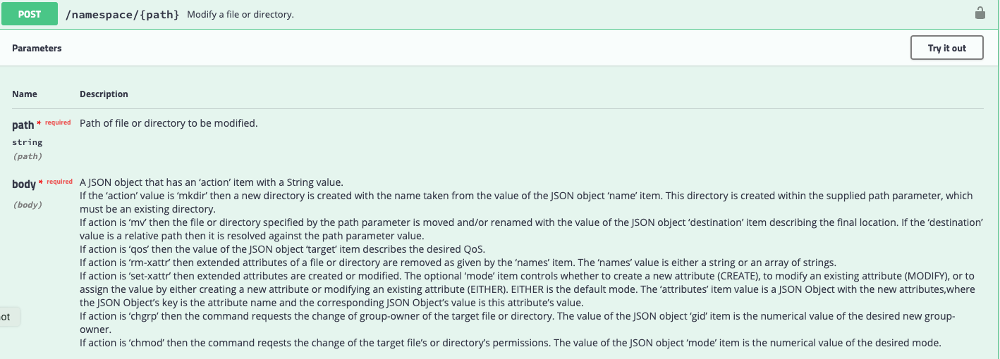 POST /namespace/{path} Modify a file or directory.
Parameters
Try it out
Name Description
path * required Path of file or directory to be modified.
string
(path)
body * required A JSON object that has an ‘action’ item with a String value.
If the ‘action’ value is ‘mkdir’ then a new directory is created with the name taken from the value of the JSON object ‘name’ item. This directory is created within the supplied path parameter, which
(body)
must be an existing directory.
If action is ‘mv’ then the file or directory specified by the path parameter is moved and/or renamed with the value of the JSON object ‘destination’ item describing the final location. If the ‘destination’
value is a relative path then it is resolved against the path parameter value.
If action is ‘qos’ then the value of the JSON object ‘target’ item describes the desired QoS.
If action is ‘rm-xattr’ then extended attributes of a file or directory are removed as given by the ‘names’ item. The ‘names’ value is either a string or an array of strings.
If action is ‘set-xattr’ then extended attributes are created or modified. The optional ‘mode’ item controls whether to create a new attribute (CREATE), to modify an existing attribute (MODIFY), or to
assign the value by either creating a new attribute or modifying an existing attribute (EITHER). EITHER is the default mode. The ‘attributes’ item value is a JSON Object with the new attributes,where
the JSON Object’s key is the attribute name and the corresponding JSON Object’s value is this attribute’s value.
If action is ‘chgrp’ then the command requests the change of group-owner of the target file or directory. The value of the JSON object ‘gid’ item is the numerical value of the desired new group-
owner.
If action is ‘chmod’ then the command reqests the change of the target file’s or directory’s permissions. The value of the JSON object ‘mode’ item is the numerical value of the desired mode.